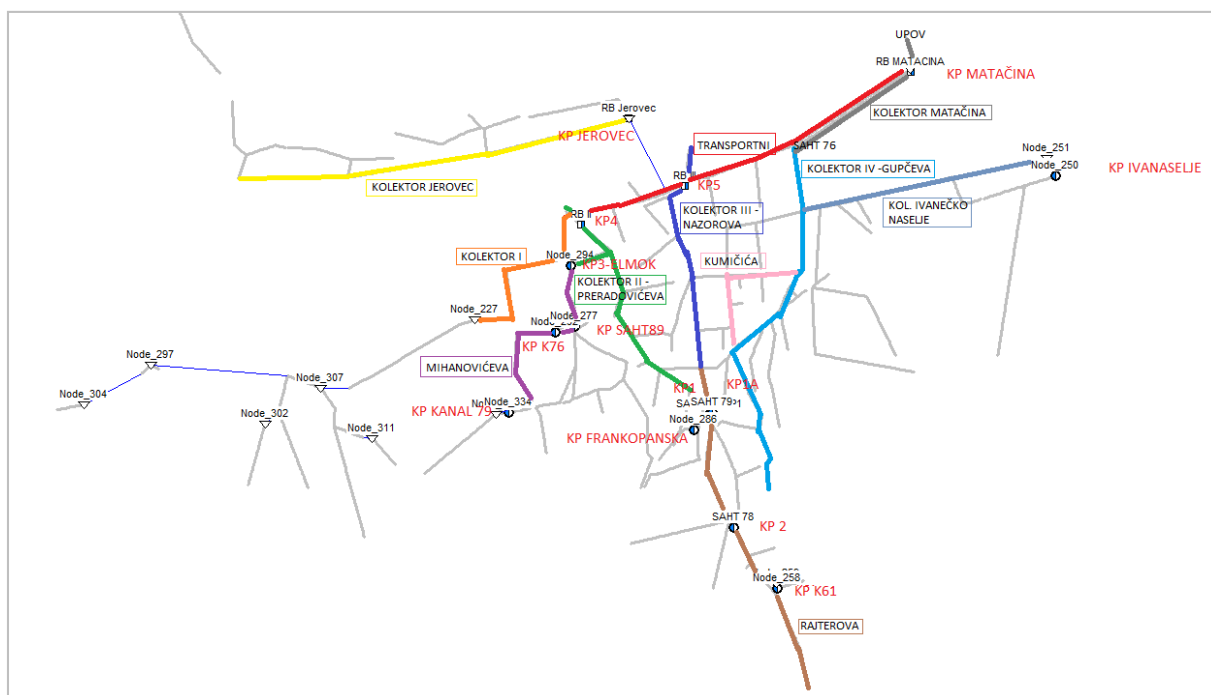 UPOV
RB MATACINA
KP MATAČINA
KOLEKTOR MATAČINA
RB Jerovec
KP JEROVEC
TRANSPORTNI
SAHT 76
Node_251
Node_250
KP IVANASELJE
KOLEKTOR IV -GUPČEVA
KOLEKTOR JEROVEC
RB
KP5
KOL. IVANEČKO
NASELJE
RB II
KP4
KOLEKTOR III -
NAZOROVA
KOLEKTOR I
Node_294
KP3-ELMOK
KUMIČIĆA
KOLEKTOR II -
PRERADOVIĆEVA
Node_227
Node_277
KP SAHT89
KP K76
Node_297
MIHANOVIĆEVA
Node_307
KP1
KP1A
Node_304
Node_334
SAHT 79
KP KANAL 79
Node_302
Node_311
Node_286
KP FRANKOPANSKA
SAHT 78
KP 2
Node_258
KP K61
RAJTEROVA